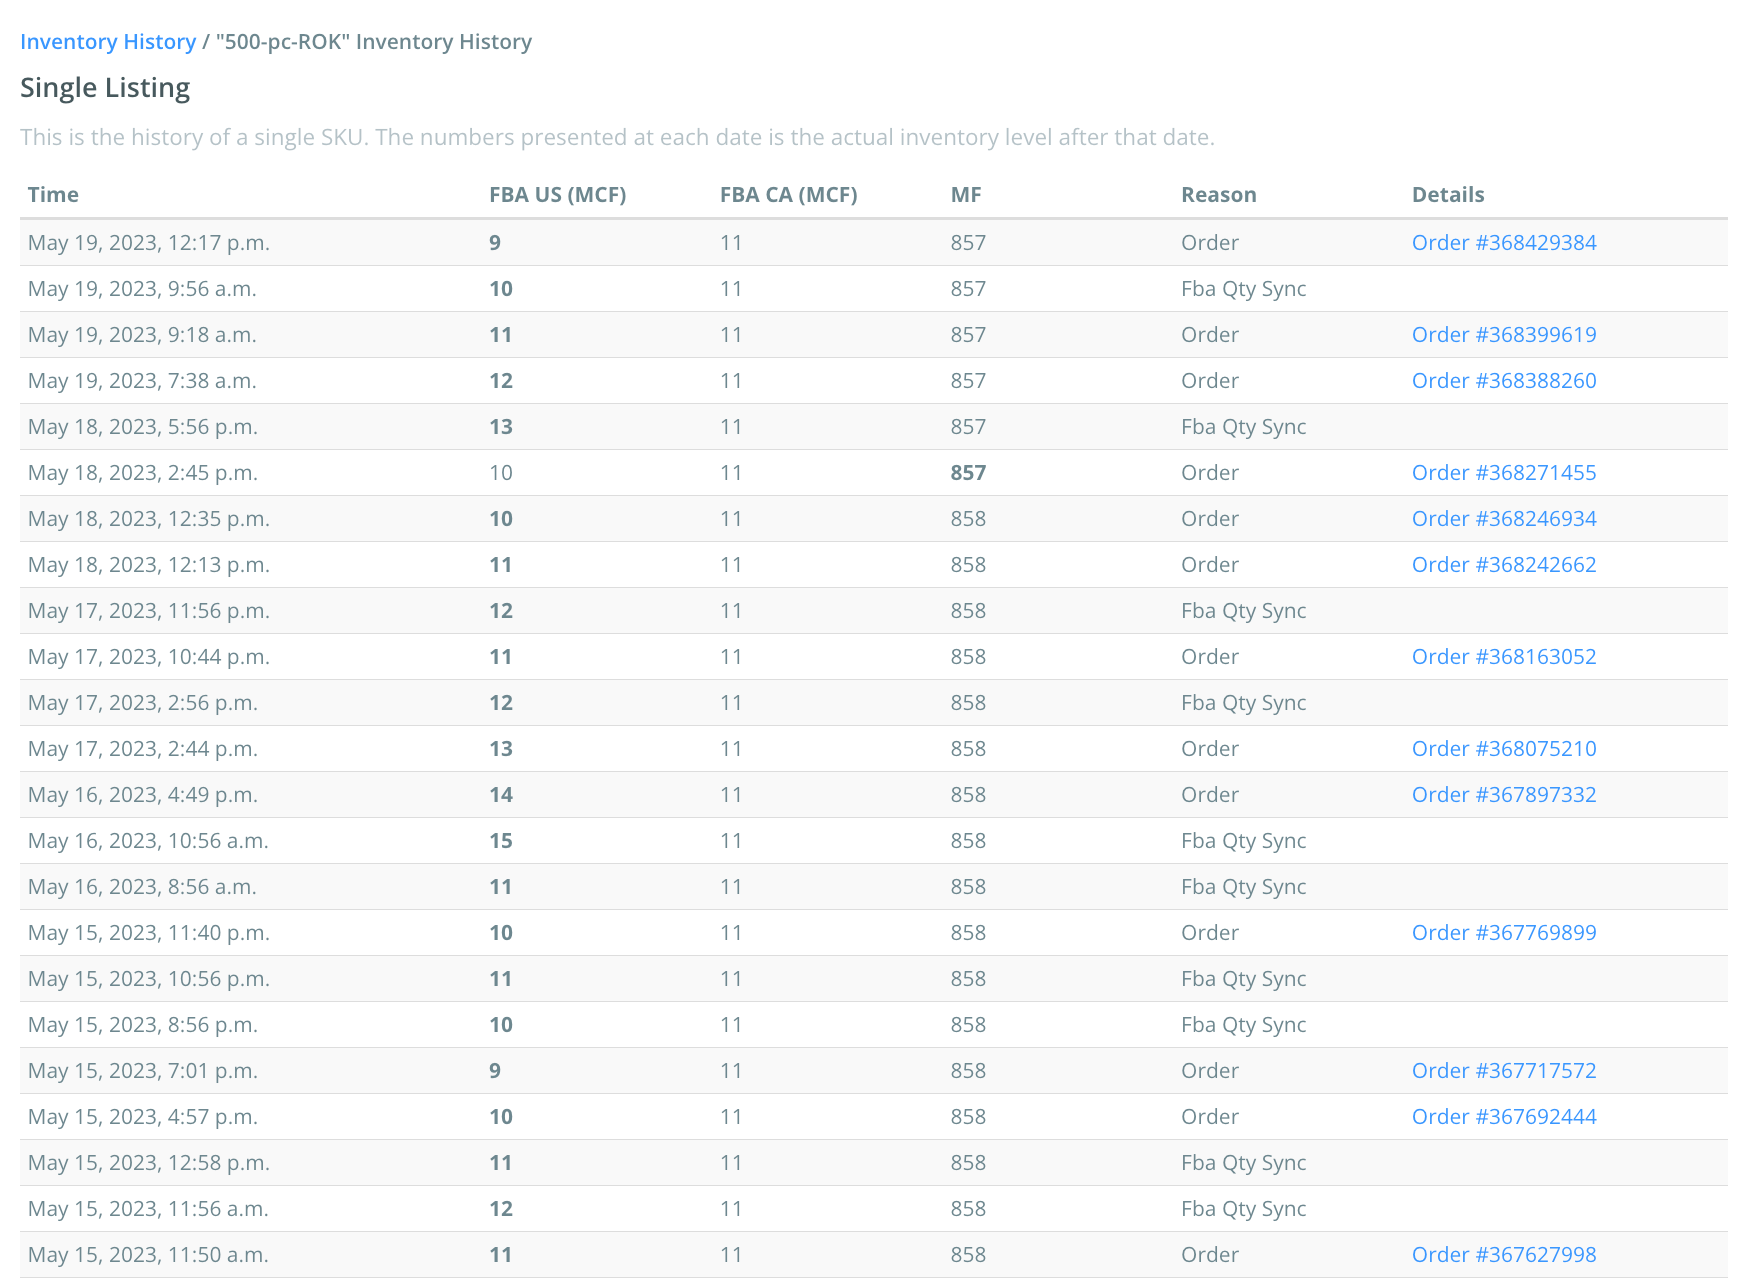 Inventory History / "500-pc-ROK" Inventory History
Single Listing
This is the history of a single SKU. The numbers presented at each date is the actual inventory level after that date.
Time FBA US (MCF) FBA CA (MCF) MF Reason Details
May 19, 2023, 12:17 p.m. 9 11 857 Order Order #368429384
May 19, 2023, 9:56 a.m. 10 11 857 Fba Qty Sync
May 19, 2023, 9:18 a.m. 11 11 857 Order Order #368399619
May 19, 2023, 7:38 a.m. 12 11 857 Order Order #368388260
May 18, 2023, 5:56 p.m. 13 11 857 Fba Qty Sync
May 18, 2023, 2:45 p.m. 10 11 857 Order Order #368271455
May 18, 2023, 12:35 p.m. 10 11 858 Order Order #368246934
May 18, 2023, 12:13 p.m. 11 11 858 Order Order #368242662
May 17, 2023, 11:56 p.m. 12 11 858 Fba Qty Sync
May 17, 2023, 10:44 p.m. 11 11 858 Order Order #368163052
May 17, 2023, 2:56 p.m. 12 11 858 Fba Qty Sync
May 17, 2023, 2:44 p.m. 13 11 858 Order Order #368075210
May 16, 2023, 4:49 p.m. 14 11 858 Order Order #367897332
May 16, 2023, 10:56 a.m. 15 11 858 Fba Qty Sync
May 16, 2023, 8:56 a.m. 11 11 858 Fba Qty Sync
May 15, 2023, 11:40 p.m. 10 11 858 Order Order #367769899
May 15, 2023, 10:56 p.m. 11 11 858 Fba Qty Sync
May 15, 2023, 8:56 p.m. 10 11 858 Fba Qty Sync
May 15, 2023, 7:01 p.m. 9 11 858 Order Order #367717572
May 15, 2023, 4:57 p.m. 10 11 858 Order Order #367692444
May 15, 2023, 12:58 p.m. 11 11 858 Fba Qty Sync
May 15, 2023, 11:56 a.m. 12 11 858 Fba Qty Sync
May 15, 2023, 11:50 a.m. 11 11 858 Order Order #367627998